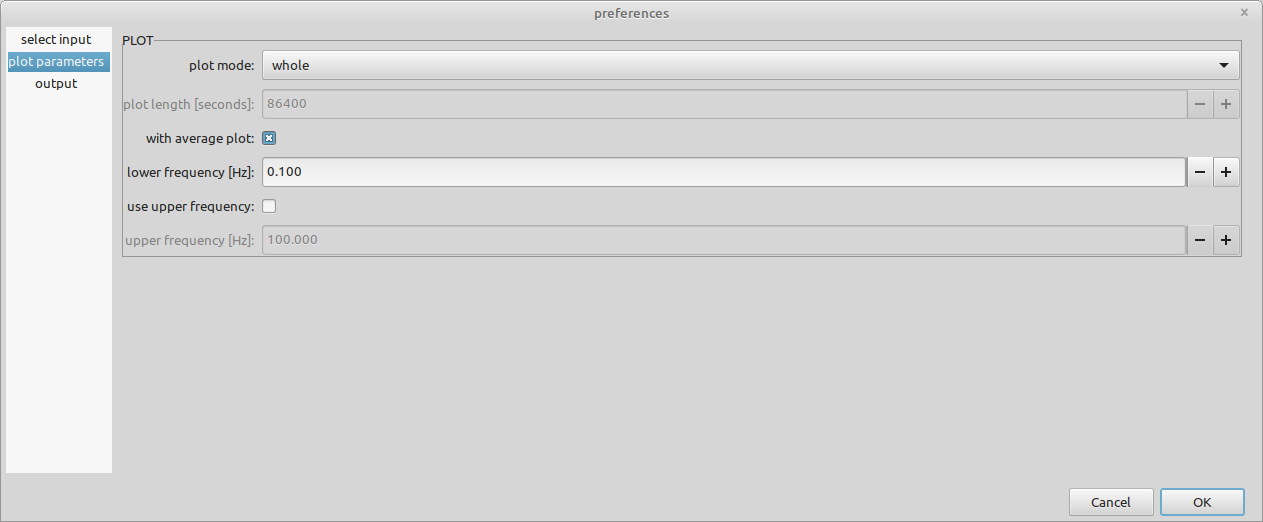 preferences
select input
plot parameters
output
PLOT
plot mode: whole
plot length [seconds]: 86400
with average plot:
lower frequency [Hz]: 0.100
use upper frequency:
upper frequency [Hz]: 100.000
Cancel OK